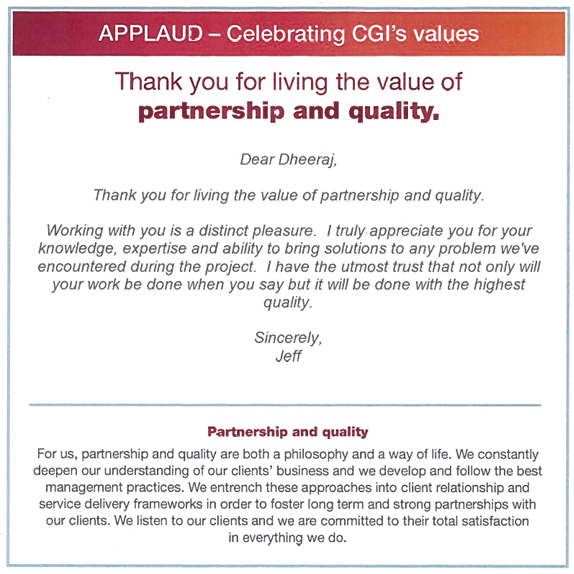 APPLAUD – Celebrating CGI's values
Thank you for living the value of
partnership and quality.
Dear Dheeraj,
Thank you for living the value of partnership and quality.
Working with you is a distinct pleasure.  I truly appreciate you for your
knowledge, expertise and ability to bring solutions to any problem we've
encountered during the project.  I have the utmost trust that not only will
your work be done when you say but it will be done with the highest
quality.
Sincerely,
Jeff
Partnership and quality
For us, partnership and quality are both a philosophy and a way of life. We constantly
deepen our understanding of our clients' business and we develop and follow the best
management practices. We entrench these approaches into client relationship and
service delivery frameworks in order to foster long term and strong partnerships with
our clients. We listen to our clients and we are committed to their total satisfaction
in everything we do.